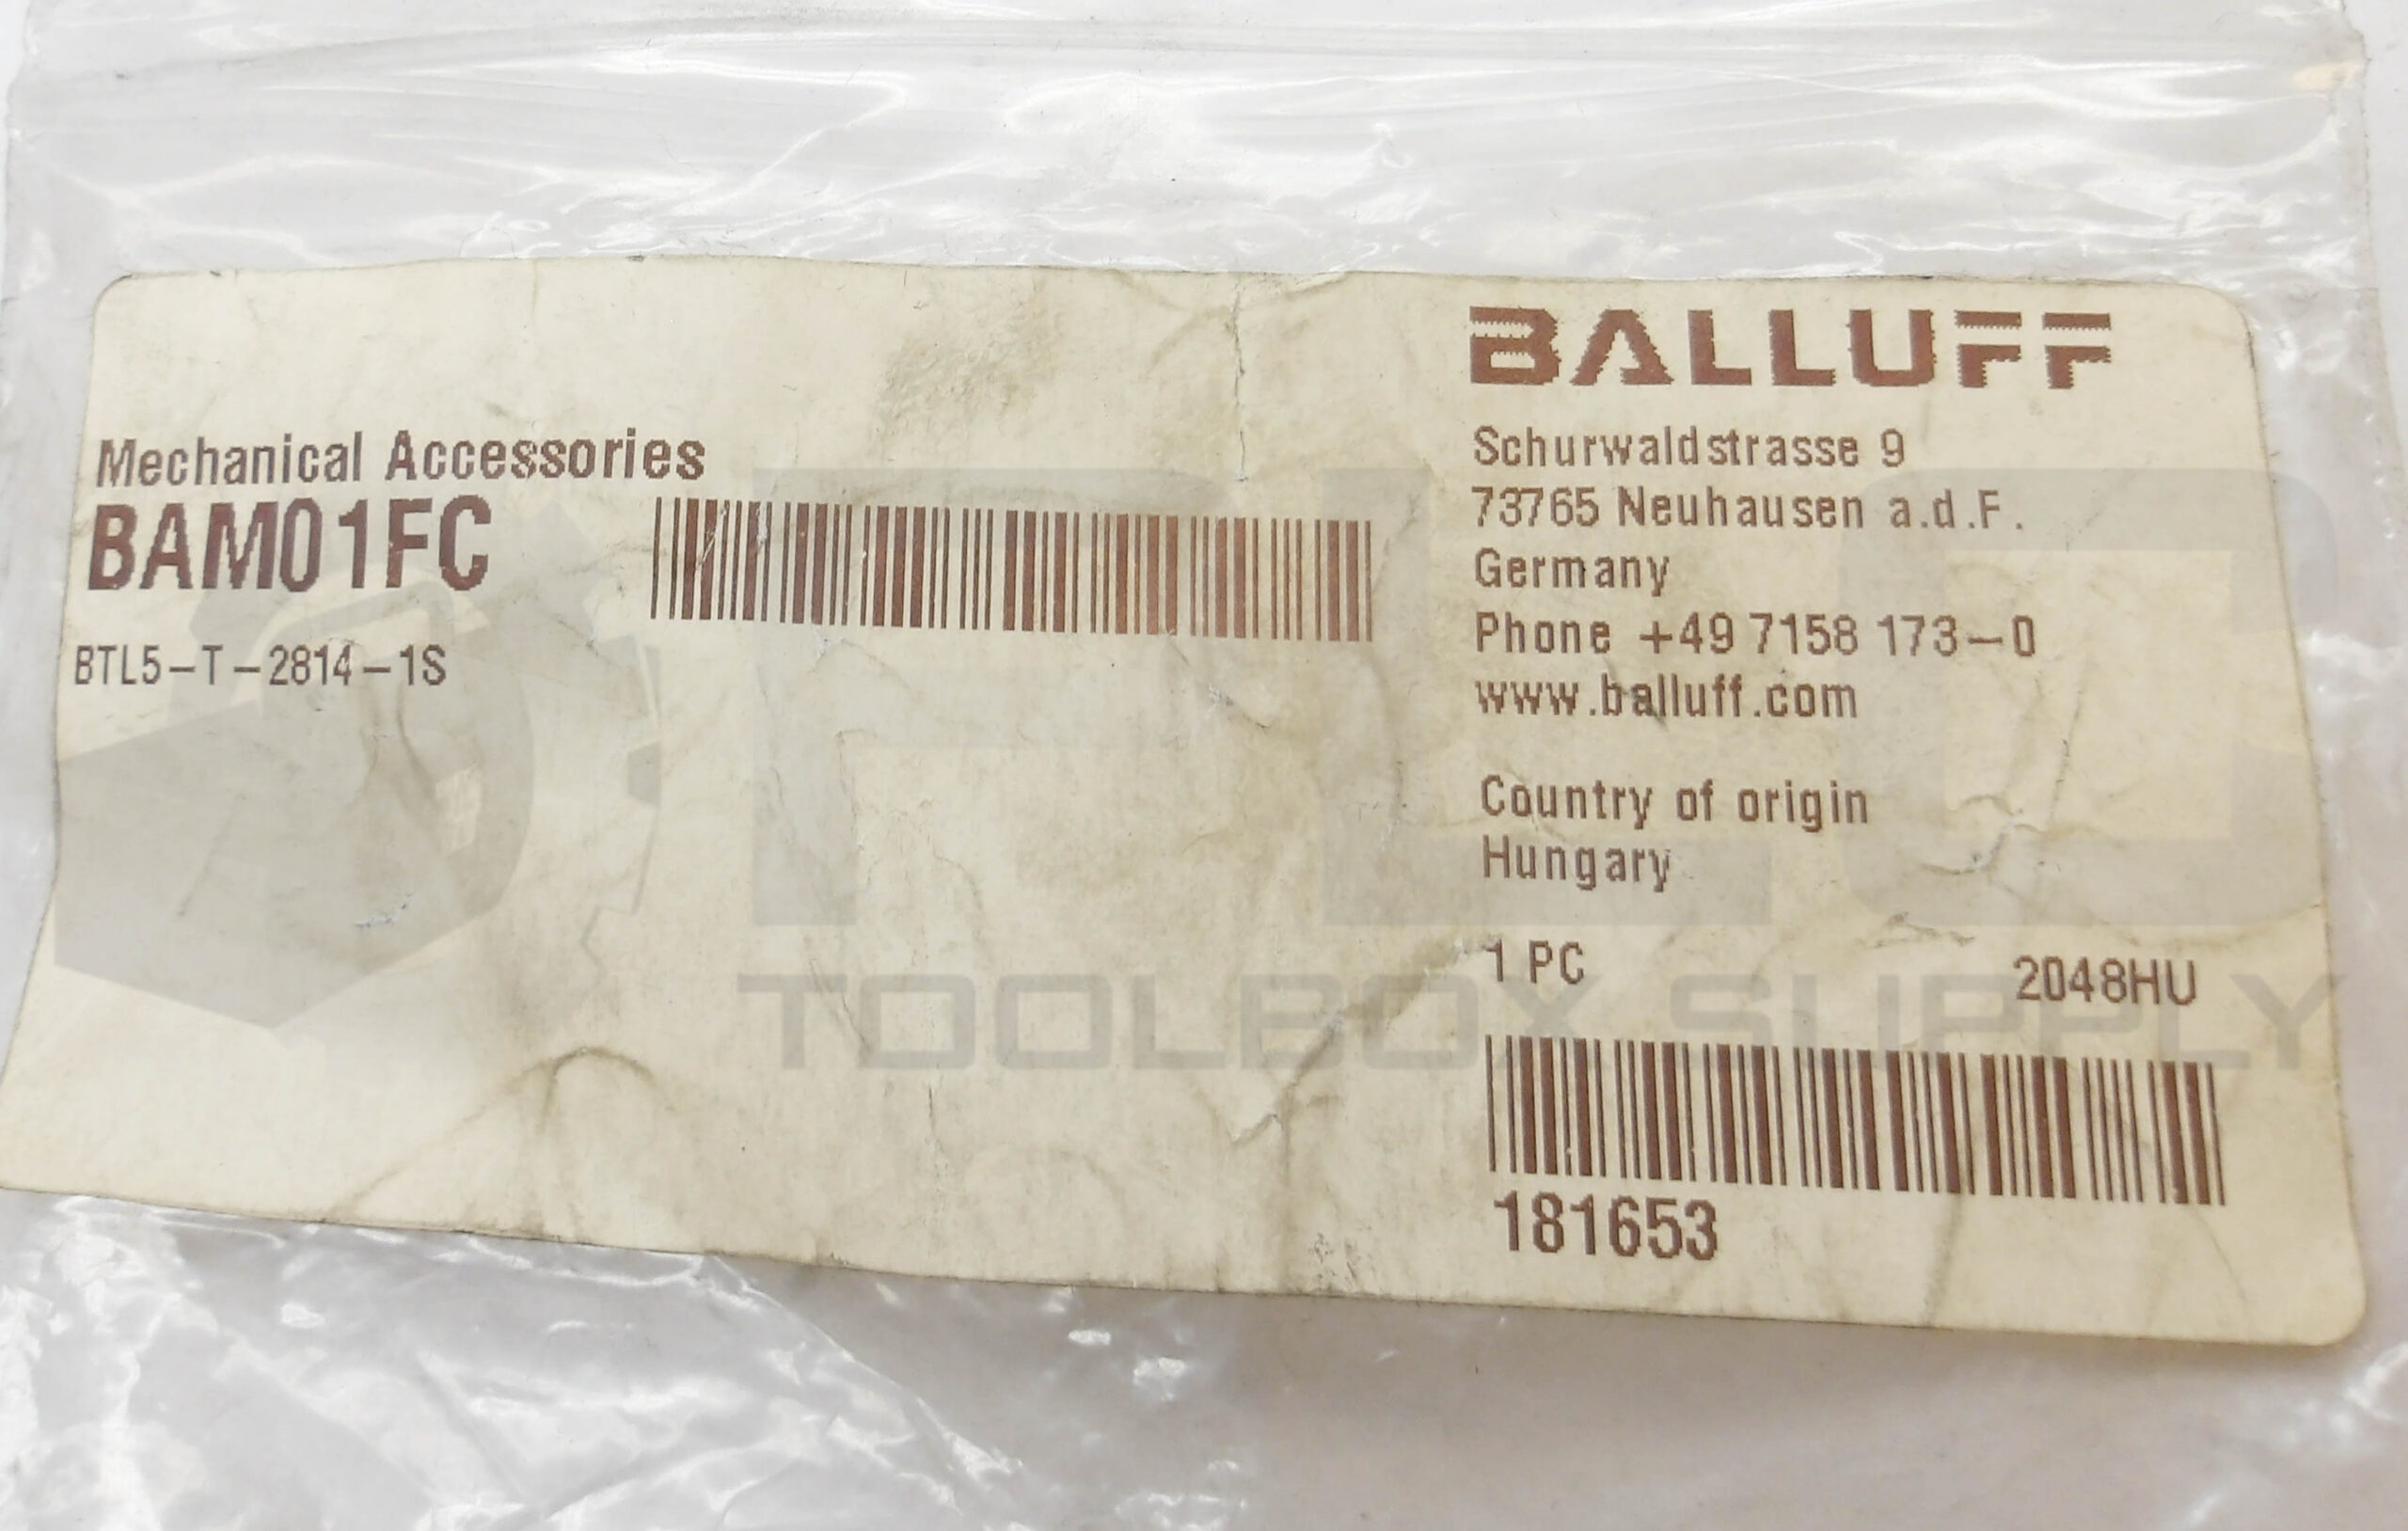 Mechanical Accessories
BAM01FC
BTL5-T-2814-1S
BALLUFF
Schurwaldstrasse 9
73765 Neuhausen a.d.F.
Germany
Phone +49 7158 173-0
www.balluff.com
Country of origin
Hungary
1 PC 2048HU
181653
PLC
TOOLBOX SUPPLY